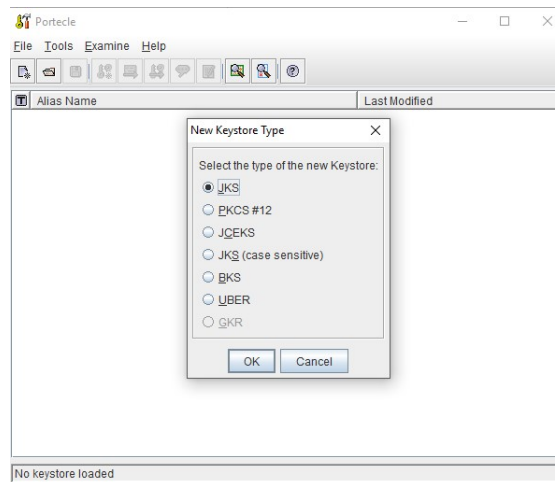 Portecle
File Tools Examine Help
Alias Name Last Modified
New Keystore Type
Select the type of the new Keystore:
JKS
PKCS #12
JCEKS
JKS (case sensitive)
BKS
UBER
GKR
OK Cancel
No keystore loaded